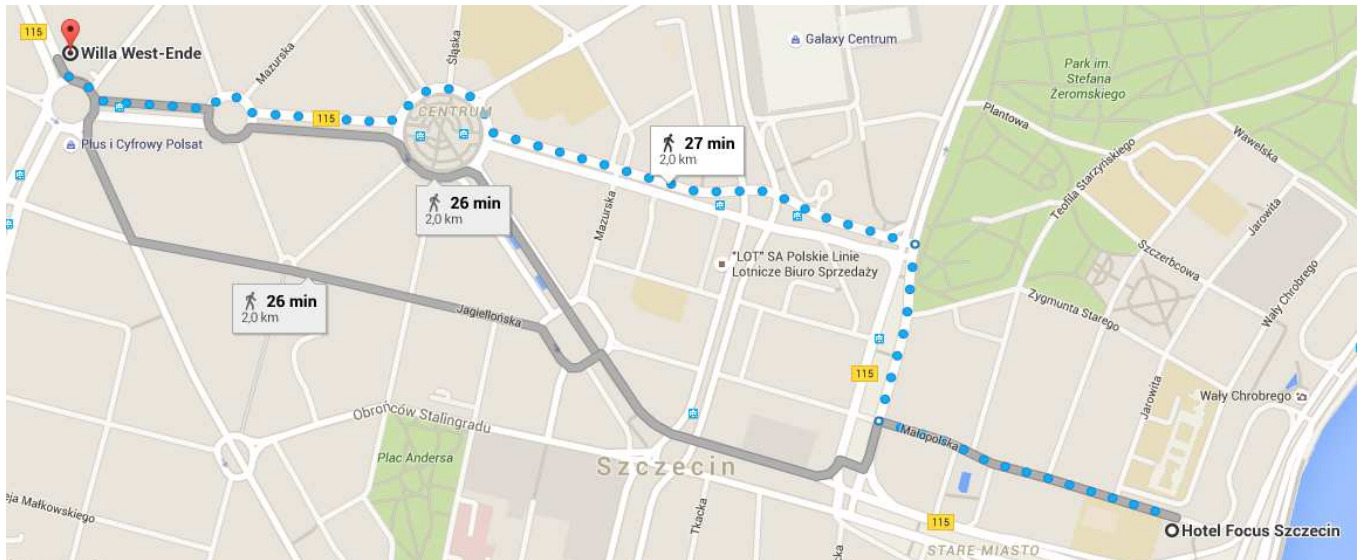 115
Willa West-Ende
Mazurska
Śląska
Galaxy Centrum
Park im.
Stefana
Żeromskiego
CENTRUM
115
Plus i Cyfrowy Polsat
27 min
2,0 km
Plantowa
Wawelska
Teofila Starzyńskiego
Jarowita
26 min
2,0 km
Mazurska
"LOT" SA Polskie Linie
Lotnicze Biuro Sprzedaży
Szczerbcowa
Wały Chrobrego
26 min
2,0 km
Jagiellońska
Zygmunta Starego
115
Jarowita
Wały Chrobrego
Obrońców Stalingradu
Małopolska
Plac Andersa
Szczecin
eja Małkowskiego
Tkacka
115
Hotel Focus Szczecin
STARE MIASTO